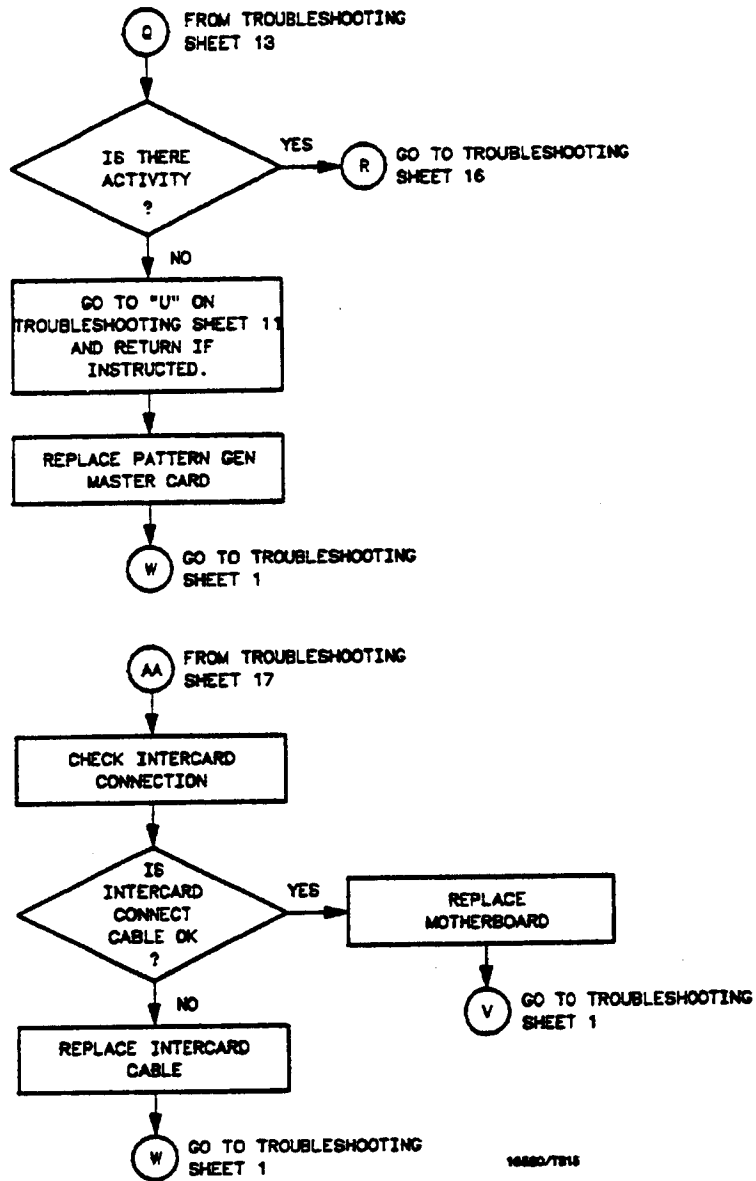 Q
FROM TROUBLESHOOTING
SHEET 13
IS THERE
ACTIVITY
?
YES
R
GO TO TROUBLESHOOTING
SHEET 16
NO
GO TO "U" ON
TROUBLESHOOTING SHEET 11
AND RETURN IF
INSTRUCTED.
REPLACE PATTERN GEN
MASTER CARD
W
GO TO TROUBLESHOOTING
SHEET 1
AA
FROM TROUBLESHOOTING
SHEET 17
CHECK INTERCARD
CONNECTION
IS
INTERCARD
CONNECT
CABLE OK
?
YES
REPLACE
MOTHERBOARD
V
GO TO TROUBLESHOOTING
SHEET 1
NO
REPLACE INTERCARD
CABLE
W
GO TO TROUBLESHOOTING
SHEET 1